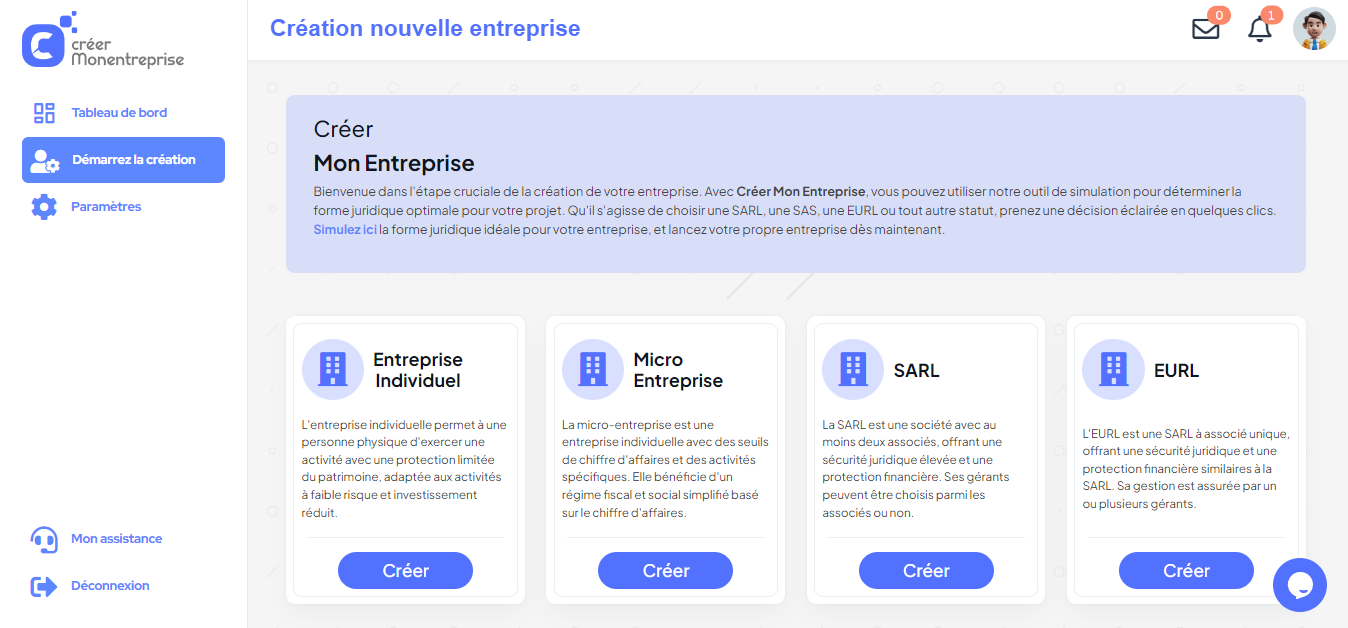 créer
Monentreprise
Création nouvelle entreprise
0
1
Tableau de bord
Démarrez la création
Paramètres
Mon assistance
Déconnexion
Créer
Mon Entreprise
Bienvenue dans l'étape cruciale de la création de votre entreprise. Avec Créer Mon Entreprise, vous pouvez utiliser notre outil de simulation pour déterminer la
forme juridique optimale pour votre projet. Qu'il s'agisse de choisir une SARL, une SAS, une EURL ou tout autre statut, prenez une décision éclairée en quelques clics.
Simulez ici la forme juridique idéale pour votre entreprise, et lancez votre propre entreprise dès maintenant.
Entreprise
Individuel
L'entreprise individuelle permet à une
personne physique d'exercer une
activité avec une protection limitée
du patrimoine, adaptée aux activités
à faible risque et investissement
réduit.
Créer
Micro
Entreprise
La micro-entreprise est une
entreprise individuelle avec des seuils
de chiffre d'affaires et des activités
spécifiques. Elle bénéficie d'un
régime fiscal et social simplifié basé
sur le chiffre d'affaires.
Créer
SARL
La SARL est une société avec au
moins deux associés, offrant une
sécurité juridique élevée et une
protection financière. Ses gérants
peuvent être choisis parmi les
associés ou non.
Créer
EURL
L'EURL est une SARL à associé unique,
offrant une sécurité juridique et une
protection financière similaires à la
SARL. Sa gestion est assurée par un
ou plusieurs gérants.
Créer